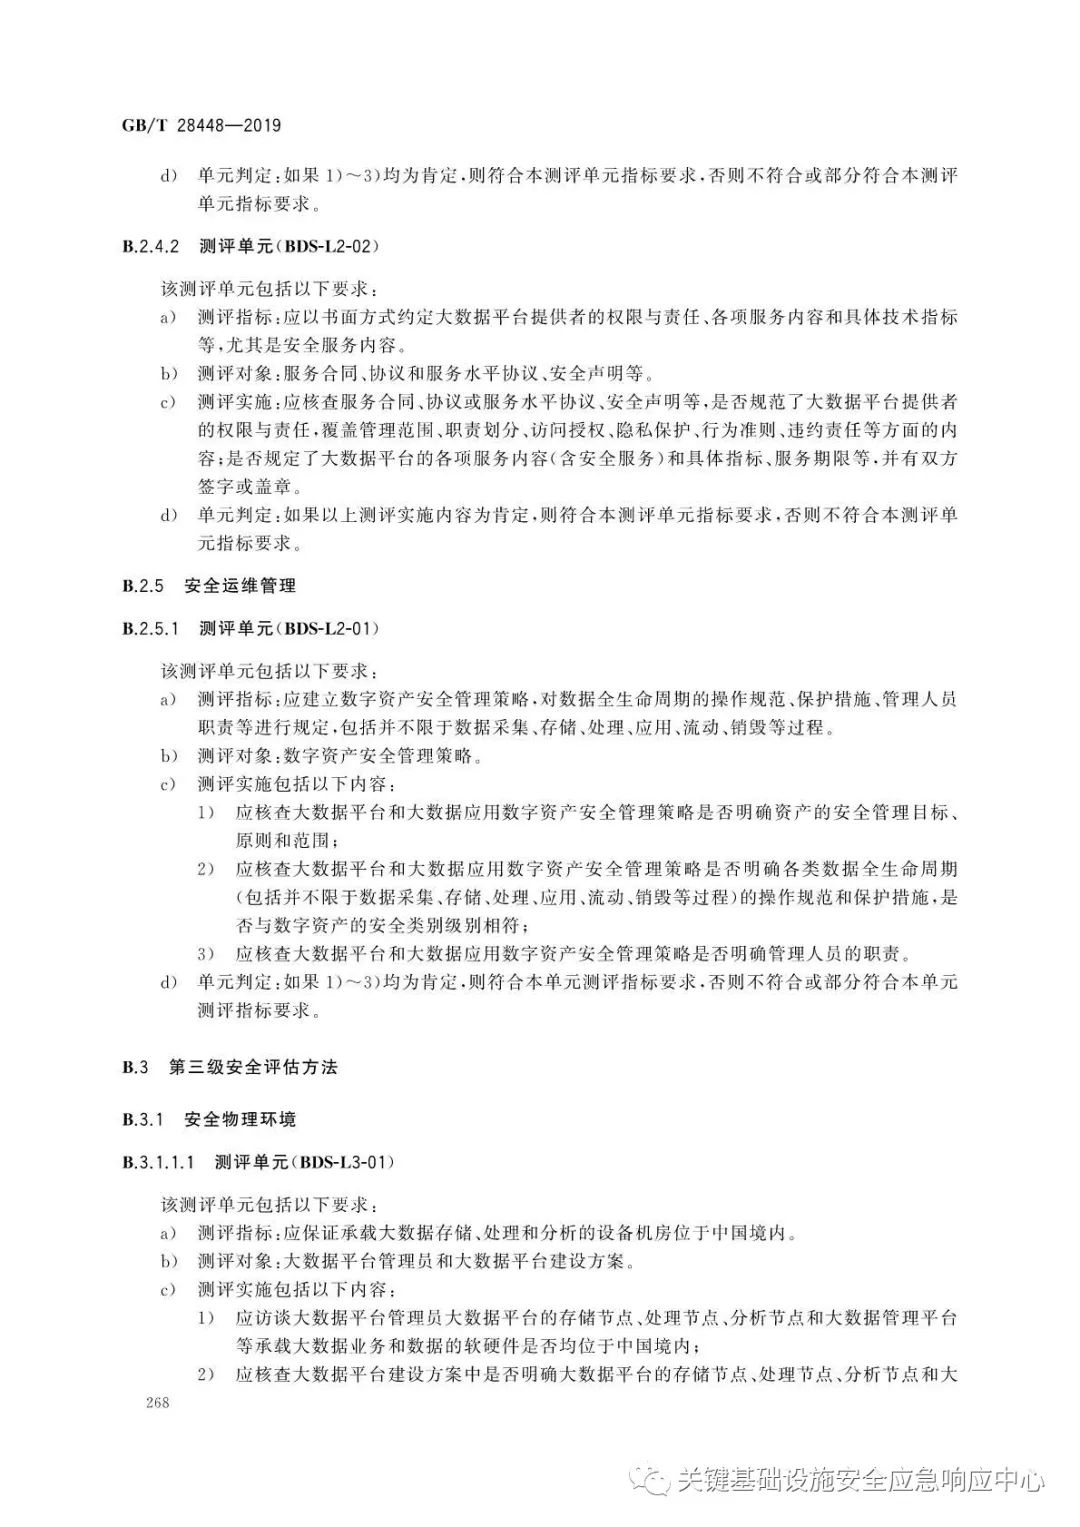 GB/T 28448—2019
d) 单元判定:如果 1)～3)均为肯定,则符合本测评单元指标要求,否则不符合或部分符合本测评
单元指标要求。
B.2.4.2 测评单元(BDS-L2-02)
该测评单元包括以下要求:
a) 测评指标:应以书面方式约定大数据平台提供者的权限与责任、各项服务内容和具体技术指标
等,尤其是安全服务内容。
b) 测评对象:服务合同、协议和服务水平协议、安全声明等。
c) 测评实施:应核查服务合同、协议或服务水平协议、安全声明等,是否规范了大数据平台提供者
的权限与责任,覆盖管理范围、职责划分、访问授权、隐私保护、行为准则、违约责任等方面的内
容;是否规定了大数据平台的各项服务内容(含安全服务)和具体指标、服务期限等,并有双方
签字或盖章。
d) 单元判定:如果以上测评实施内容为肯定,则符合本测评单元指标要求,否则不符合本测评单
元指标要求。
B.2.5 安全运维管理
B.2.5.1 测评单元(BDS-L2-01)
该测评单元包括以下要求:
a) 测评指标:应建立数字资产安全管理策略,对数据全生命周期的操作规范、保护措施、管理人员
职责等进行规定,包括并不限于数据采集、存储、处理、应用、流动、销毁等过程。
b) 测评对象:数字资产安全管理策略。
c) 测评实施包括以下内容:
1) 应核查大数据平台和大数据应用数字资产安全管理策略是否明确资产的安全管理目标、
原则和范围;
2) 应核查大数据平台和大数据应用数字资产安全管理策略是否明确各类数据全生命周期
(包括并不限于数据采集、存储、处理、应用、流动、销毁等过程)的操作规范和保护措施,是
否与数字资产的安全类别级别相符;
3) 应核查大数据平台和大数据应用数字资产安全管理策略是否明确管理人员的职责。
d) 单元判定:如果 1)～3)均为肯定,则符合本单元测评指标要求,否则不符合或部分符合本单元
测评指标要求。
B.3 第三级安全评估方法
B.3.1 安全物理环境
B.3.1.1.1 测评单元(BDS-L3-01)
该测评单元包括以下要求:
a) 测评指标:应保证承载大数据存储、处理和分析的设备机房位于中国境内。
b) 测评对象:大数据平台管理员和大数据平台建设方案。
c) 测评实施包括以下内容:
1) 应访谈大数据平台管理员大数据平台的存储节点、处理节点、分析节点和大数据管理平台
等承载大数据业务和数据的软硬件是否均位于中国境内;
2) 应核查大数据平台建设方案中是否明确大数据平台的存储节点、处理节点、分析节点和大
268
关键基础设施安全应急响应中心